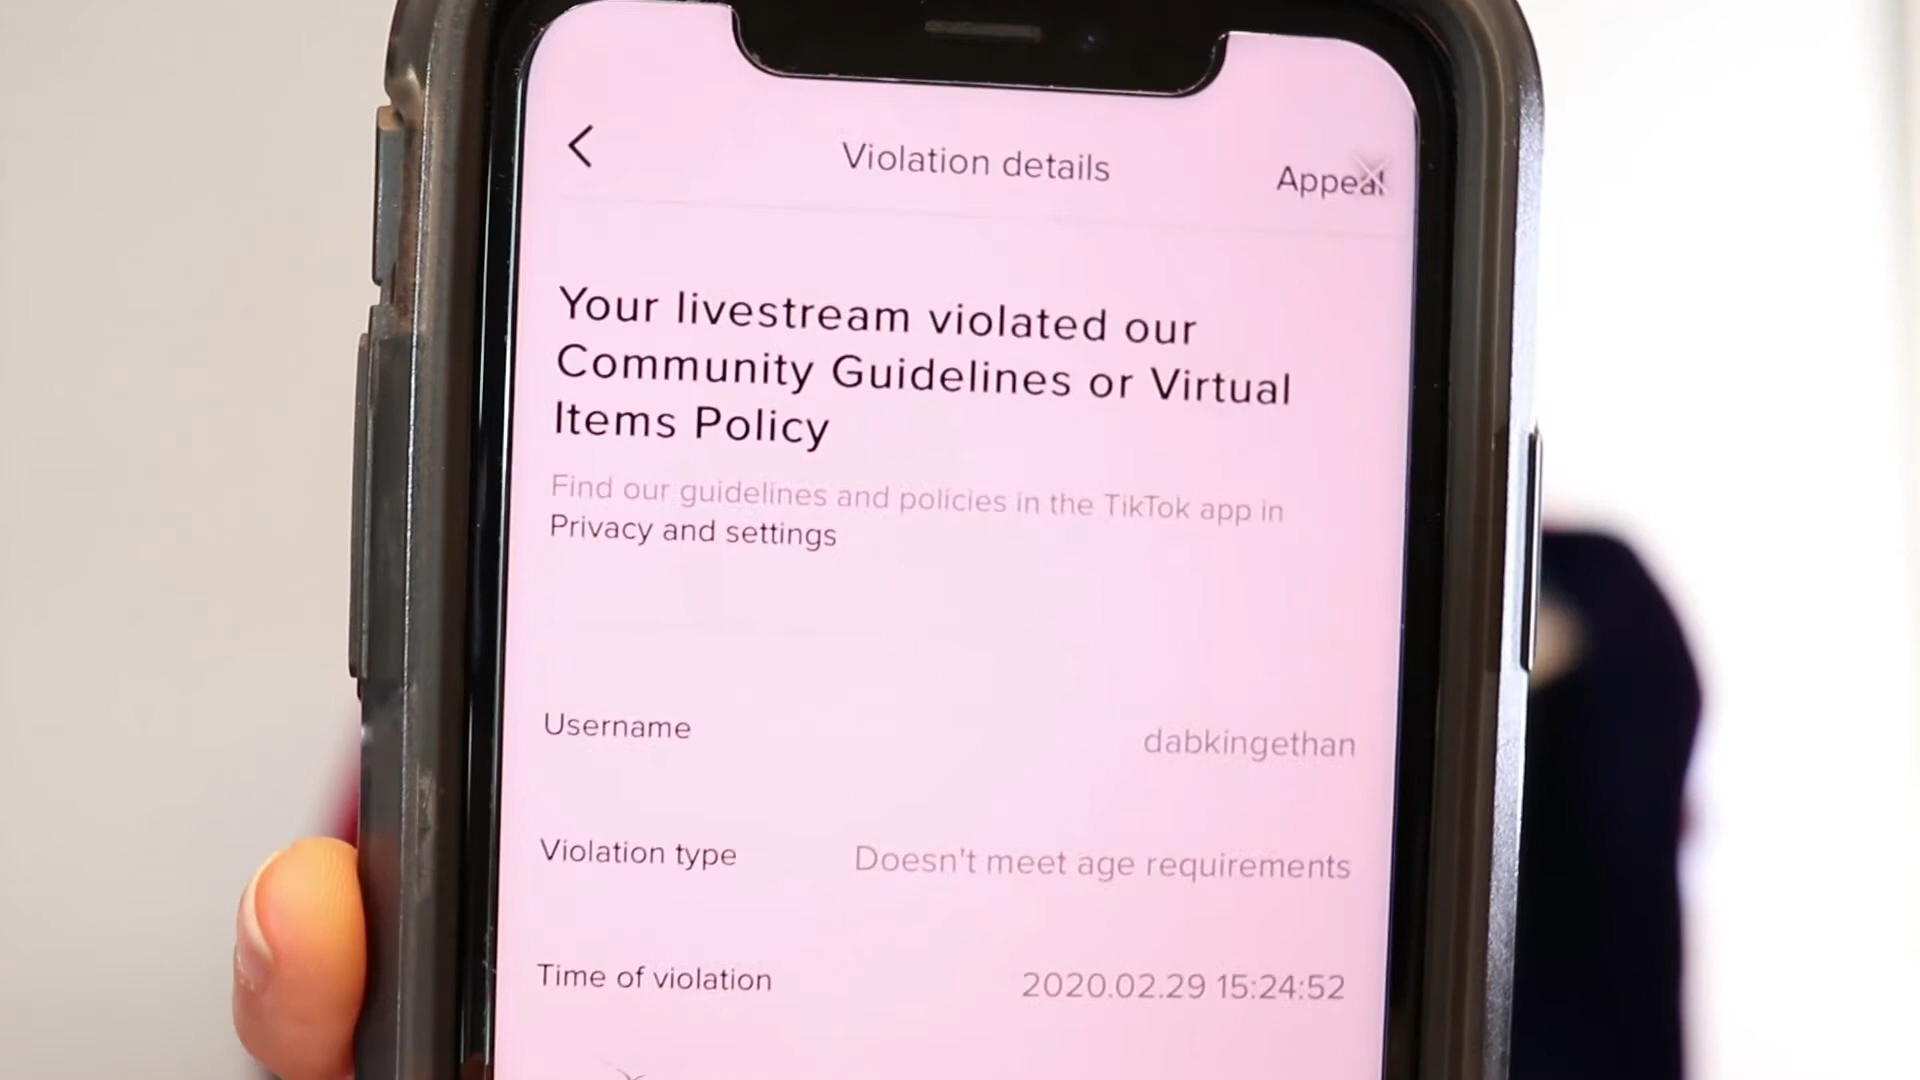 Violation details
Appeal
Your livestream violated our
Community Guidelines or Virtual
Items Policy
Find our guidelines and policies in the TikTok app in
Privacy and settings
Username dabkingethan
Violation type Doesn't meet age requirements
Time of violation 2020.02.29 15:24:52